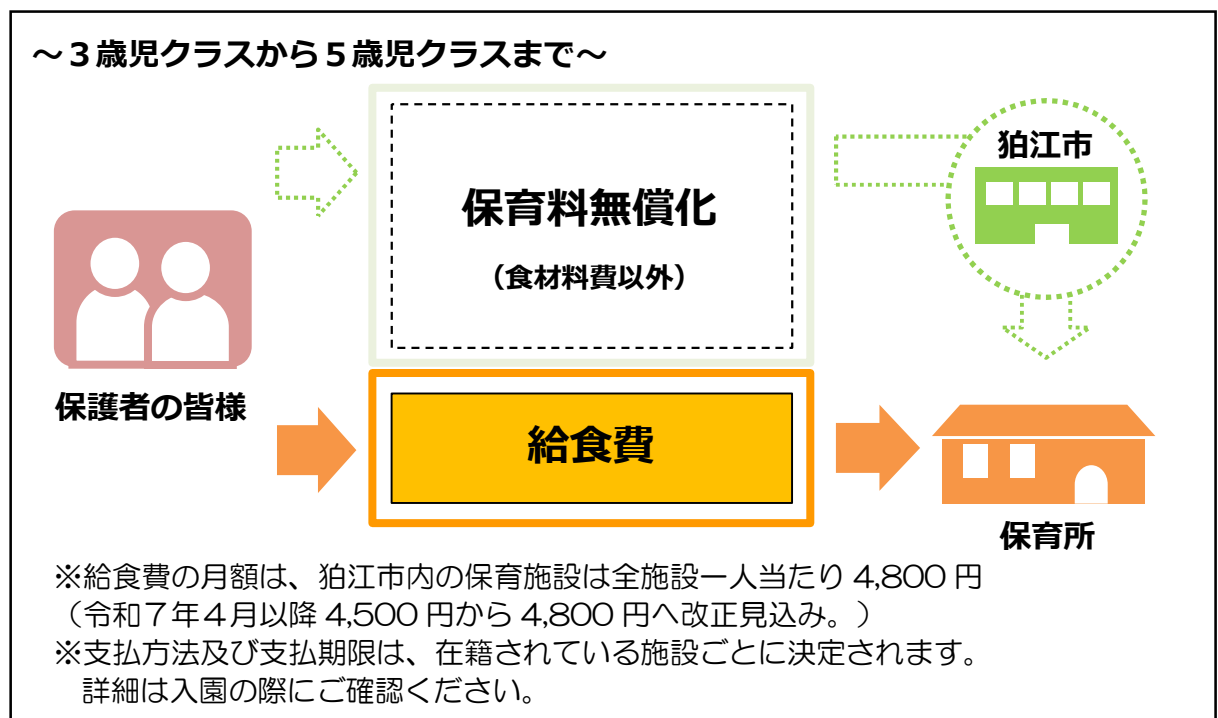 ～３歳児クラスから５歳児クラスまで～
保育料無償化
（食材料費以外）
狛江市
保護者の皆様
給食費
保育所
※給食費の月額は、狛江市内の保育施設は全施設一人当たり 4,800 円
（令和７年４月以降 4,500 円から 4,800 円へ改正見込み。）
※支払方法及び支払期限は、在籍されている施設ごとに決定されます。
詳細は入園の際にご確認ください。